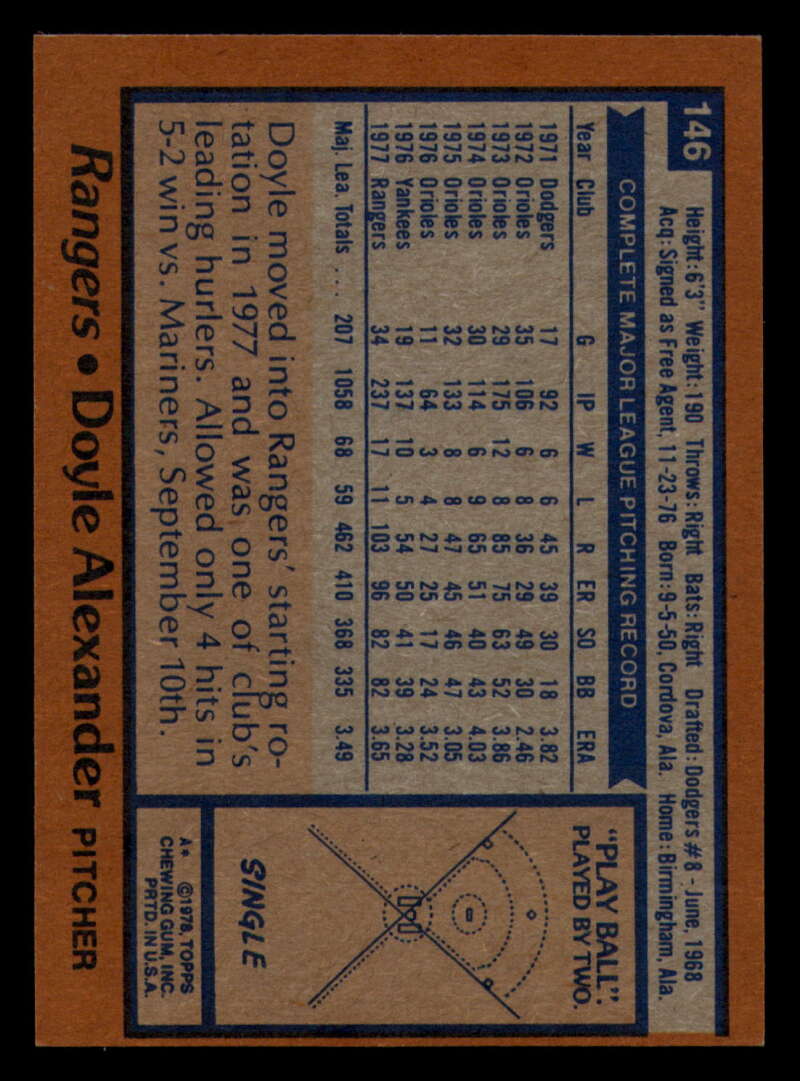 146
Height: 6'3" Weight: 190 Throws: Right Bats: Right Drafted: Dodgers #8 - June, 1968
Acq: Signed as Free Agent, 11-23-76 Born: 9-5-50, Cordova, Ala. Home: Birmingham, Ala.
COMPLETE MAJOR LEAGUE PITCHING RECORD
Year Club G IP W L R ER SO BB ERA
1971 Dodgers 17 92 6 6 45 39 30 18 3.82
1972 Orioles 35 106 6 8 36 29 49 30 2.46
1973 Orioles 29 175 12 8 85 75 63 52 3.86
1974 Orioles 30 114 6 9 65 51 40 43 4.03
1975 Orioles 32 133 8 8 47 45 46 47 3.05
1976 Orioles 11 64 3 4 27 25 17 24 3.52
1976 Yankees 19 137 10 5 54 50 41 39 3.28
1977 Rangers 34 237 17 11 103 96 82 82 3.65
Maj. Lea. Totals .... 207 1058 68 59 462 410 368 335 3.49
Doyle moved into Rangers' starting ro-
tation in 1977 and was one of club's
leading hurlers. Allowed only 4 hits in
5-2 win vs. Mariners, September 10th.
"PLAY BALL":
PLAYED BY TWO.
SINGLE
A* ©1978, TOPPS
CHEWING GUM, INC.
PRTD. IN U.S.A.
Rangers • Doyle Alexander PITCHER